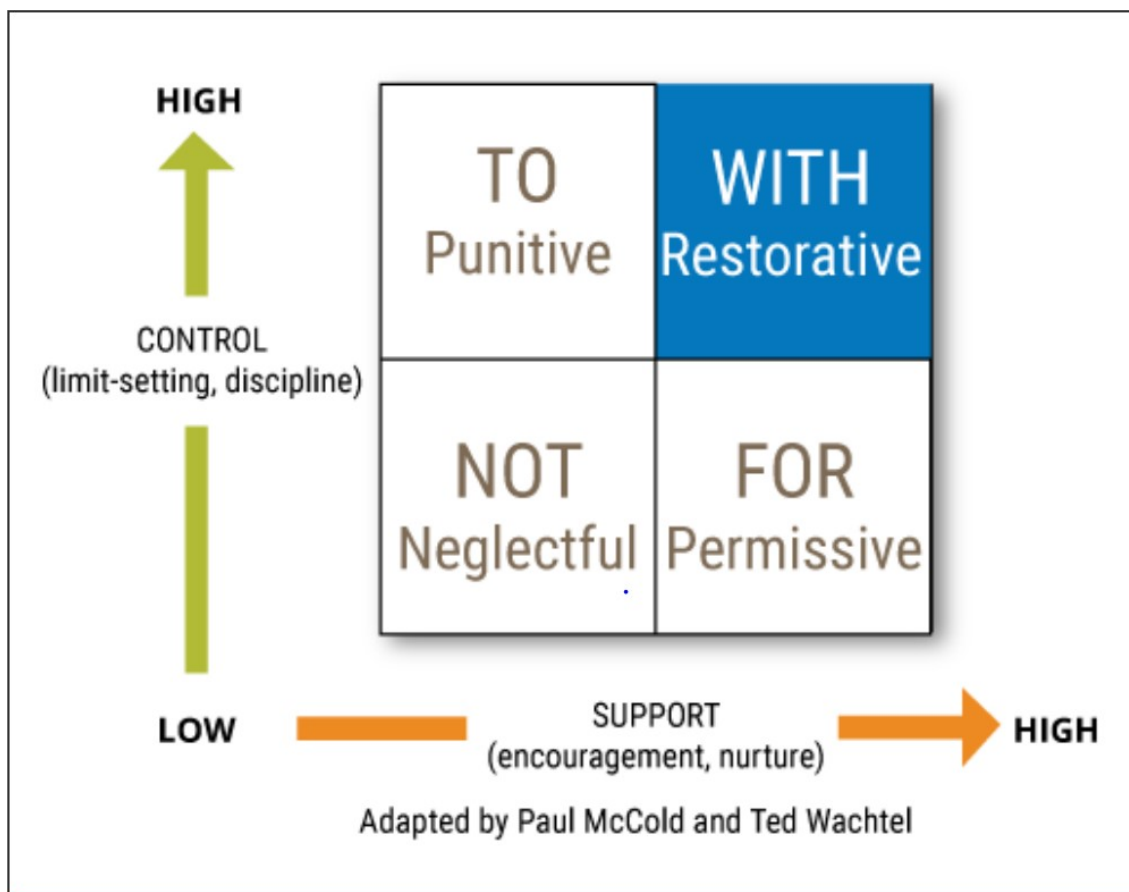 HIGH
TO
Punitive
WITH
Restorative
CONTROL
(limit-setting, discipline)
NOT
Neglectful
FOR
Permissive
LOW
SUPPORT
(encouragement, nurture)
HIGH
Adapted by Paul McCold and Ted Wachtel